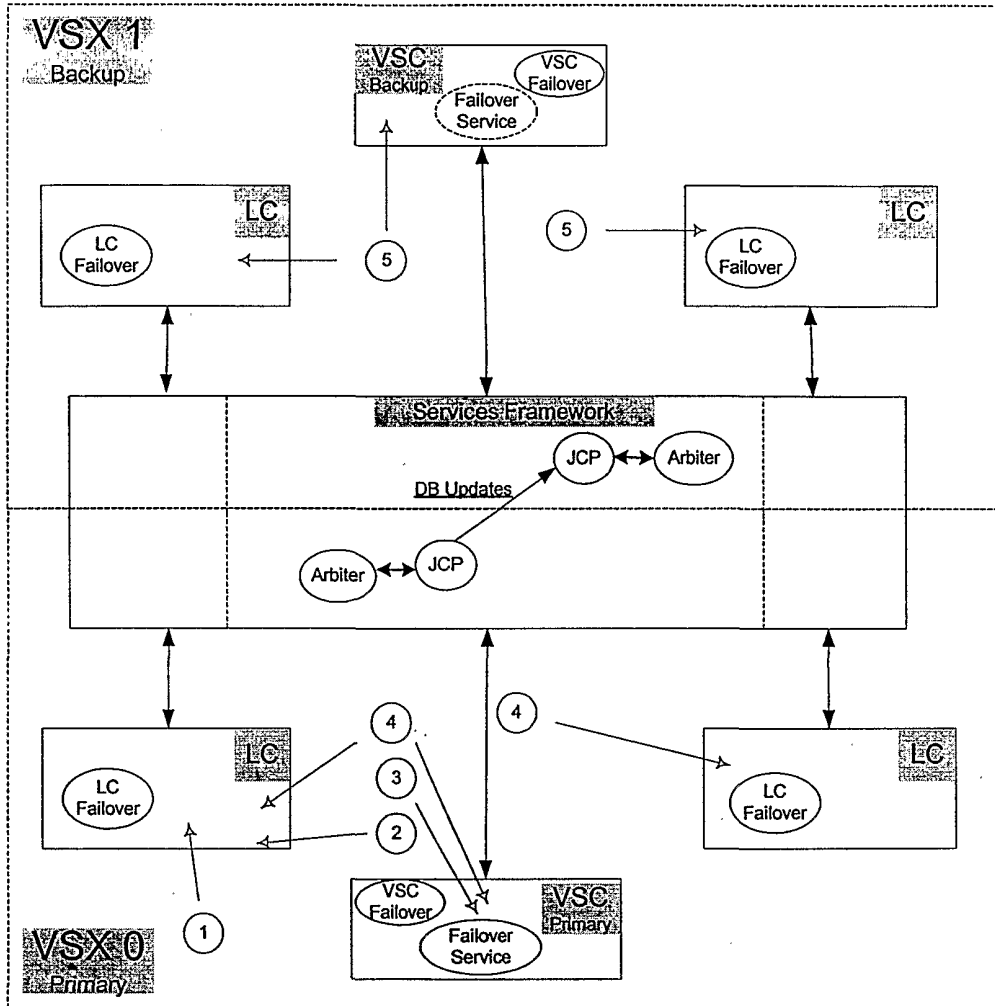 VSX 1
Backup
VSC
Backup
VSC
Failover
Failover
Service
LC
LC
Failover
5
5
LC
LC
Failover
Services Framework
JCP
Arbiter
DB Updates
Arbiter
JCP
LC
LC
Failover
4
3
2
1
4
LC
LC
Failover
VSC
Failover
VSC
Primary
Failover
Service
VSX 0
Primary